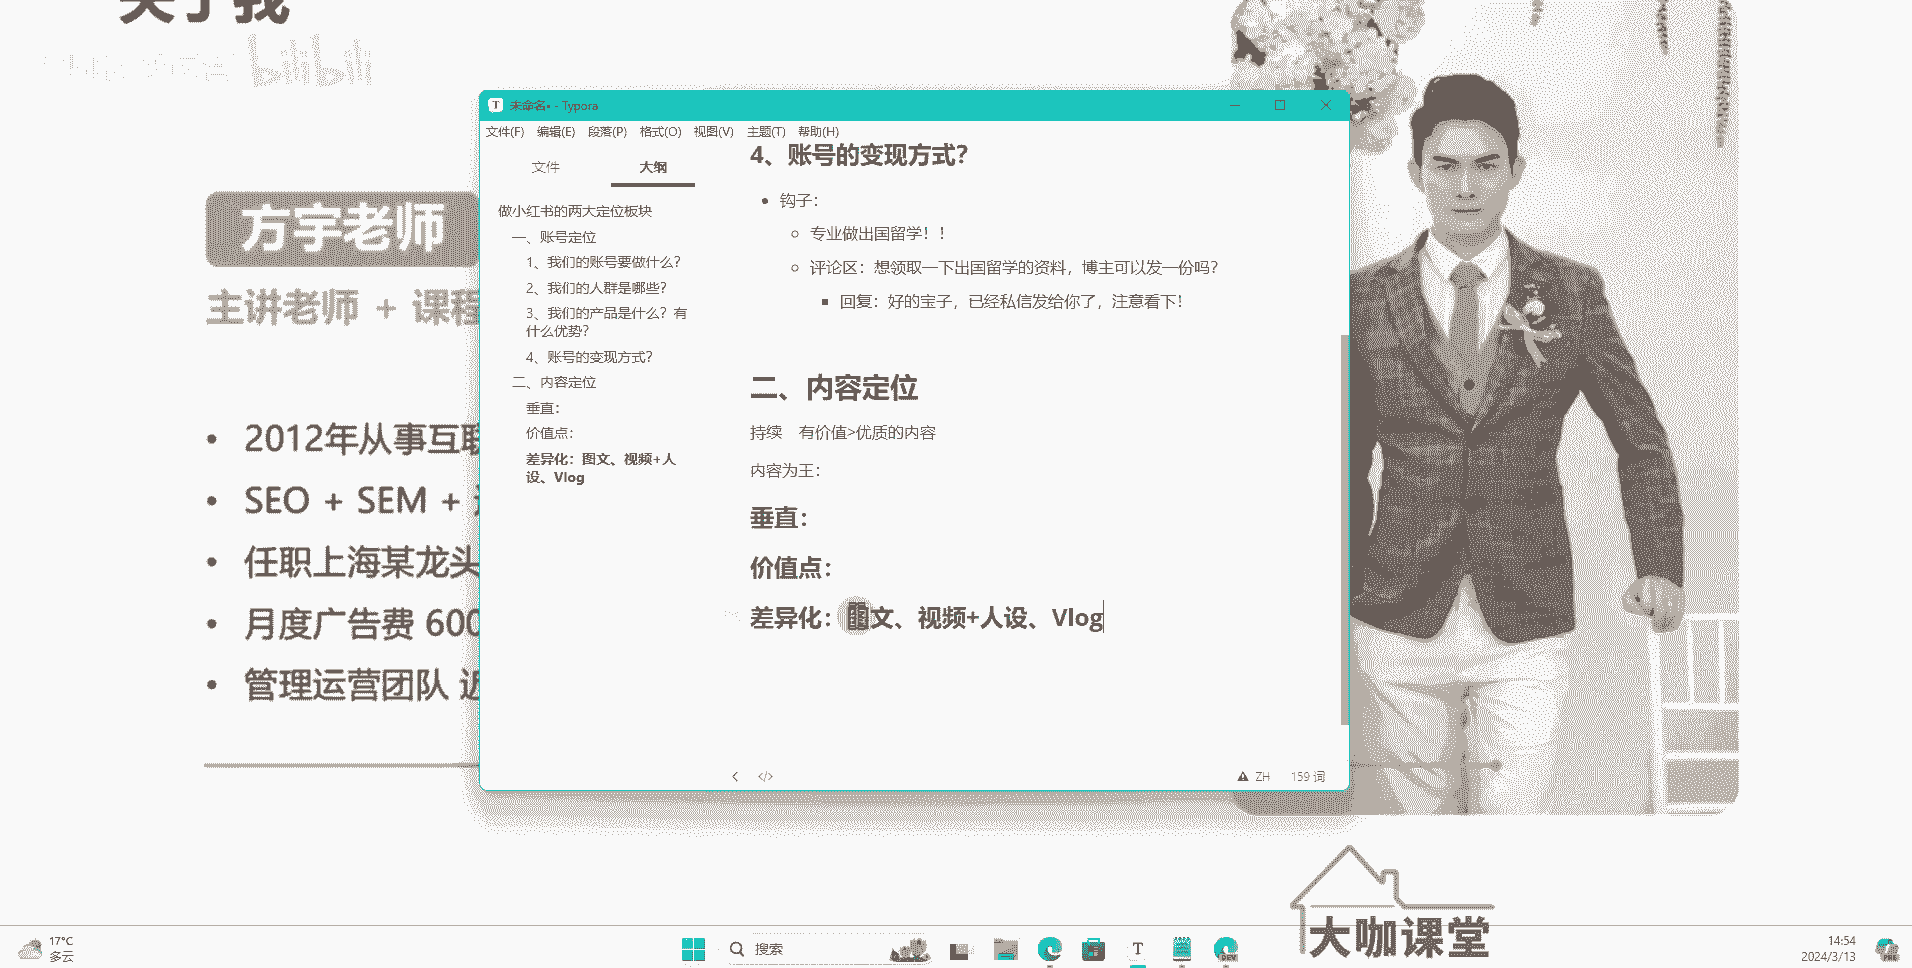 关于我
bilibili
方宇老师
主讲老师 + 课程
2012年从事互联
SEO + SEM +
任职上海某龙头
月度广告费 600
管理运营团队 近
未命名• - Typora
文件(F) 编辑(E) 段落(P) 格式(O) 视图(V) 主题(T) 帮助(H)
文件 大纲
做小红书的两大定位板块
一、账号定位
1、我们的账号要做什么？
2、我们的人群是哪些？
3、我们的产品是什么？有
什么优势？
4、账号的变现方式？
二、内容定位
垂直：
价值点：
差异化：图文、视频+人
设、Vlog
4、账号的变现方式？
钩子：
专业做出国留学！！
评论区：想领取一下出国留学的资料，博主可以发一份吗？
回复：好的宝子，已经私信发给你了，注意看下！
二、内容定位
持续 有价值>优质的内容
内容为王：
垂直：
价值点：
差异化：图文、视频+人设、Vlog
ZH 159 词
大咖课堂
17°C
多云
搜索
14:54
2024/3/13